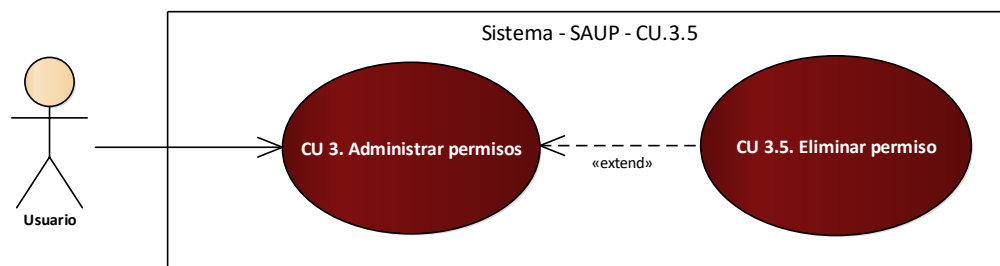 Sistema - SAUP - CU.3.5
CU 3. Administrar permisos
CU 3.5. Eliminar permiso
«extend»
Usuario